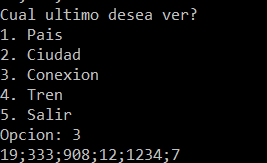 Cual ultimo desea ver?
1. Pais
2. Ciudad
3. Conexion
4. Tren
5. Salir
Opcion: 3
19;333;908;12;1234;7